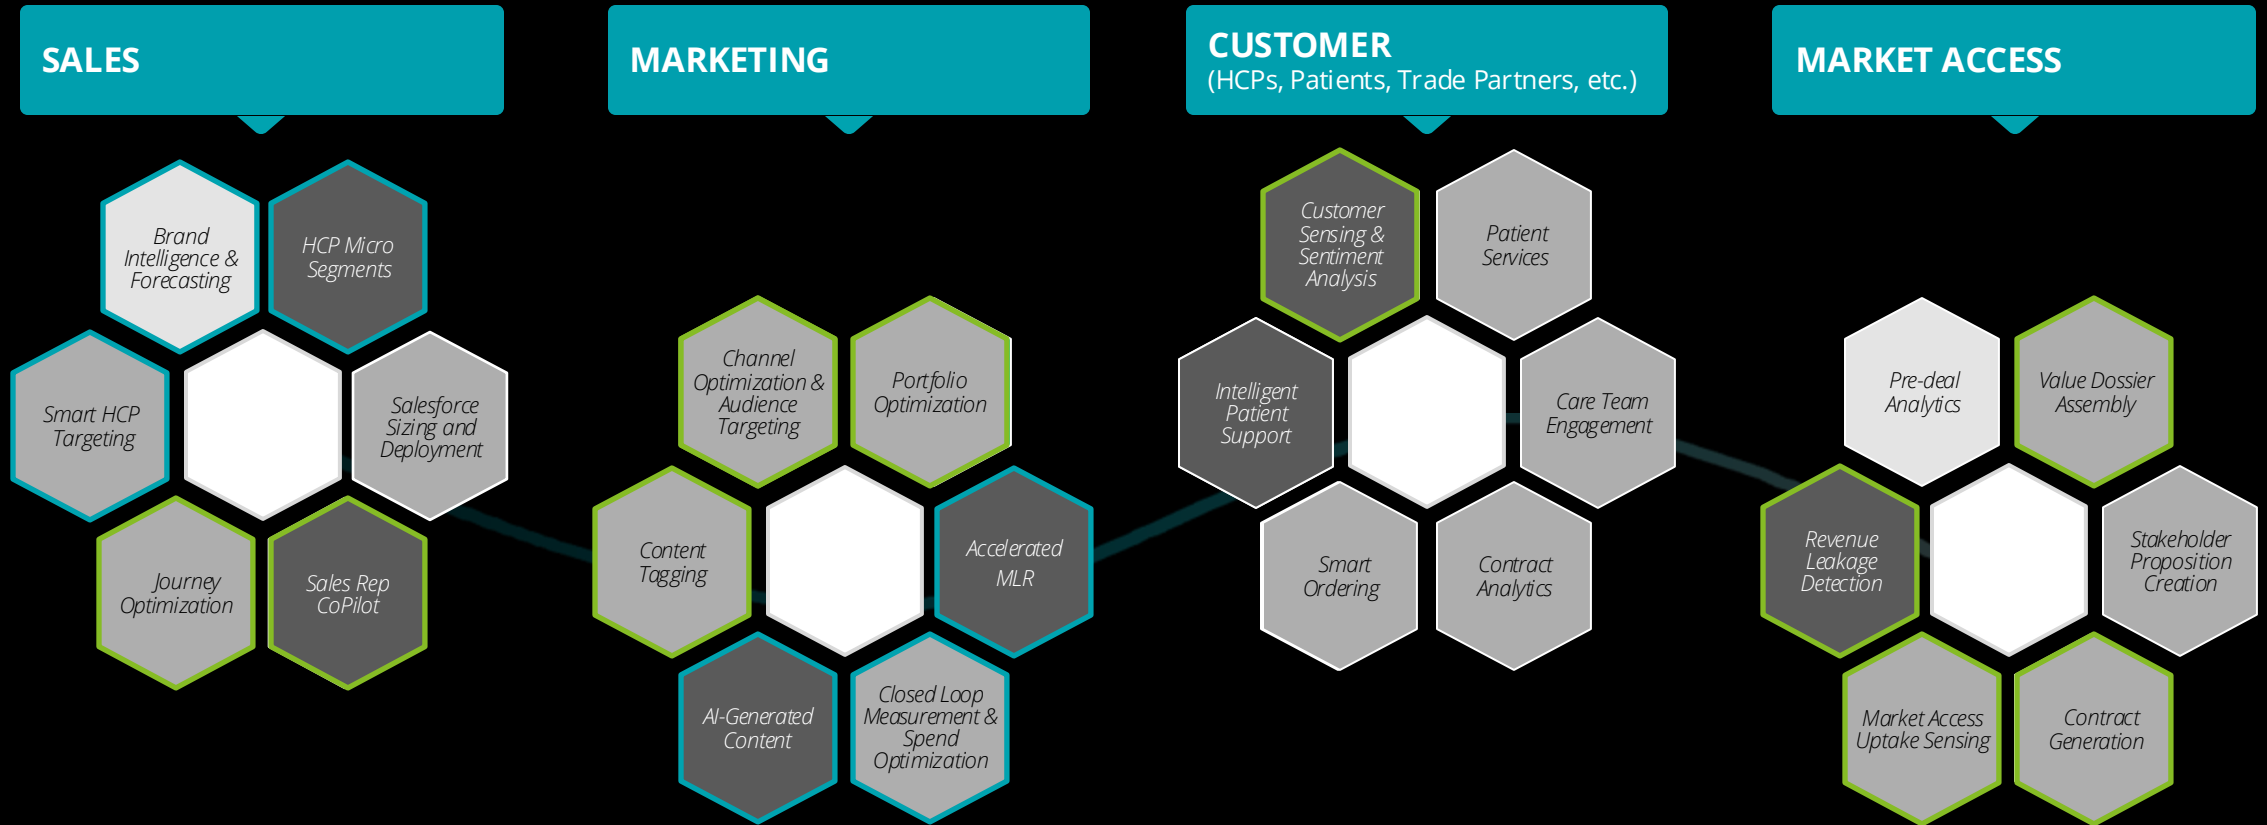 SALES
Brand
Intelligence &
Forecasting
HCP Micro
Segments
Smart HCP
Targeting
Salesforce
Sizing and
Deployment
Journey
Optimization
Sales Rep
CoPilot
MARKETING
Channel
Optimization &
Audience
Targeting
Portfolio
Optimization
Content
Tagging
Accelerated
MLR
AI-Generated
Content
Closed Loop
Measurement &
Spend
Optimization
CUSTOMER
(HCPs, Patients, Trade Partners, etc.)
Customer
Sensing &
Sentiment
Analysis
Patient
Services
Intelligent
Patient
Support
Care Team
Engagement
Smart
Ordering
Contract
Analytics
MARKET ACCESS
Pre-deal
Analytics
Value Dossier
Assembly
Revenue
Leakage
Detection
Stakeholder
Proposition
Creation
Market Access
Uptake Sensing
Contract
Generation